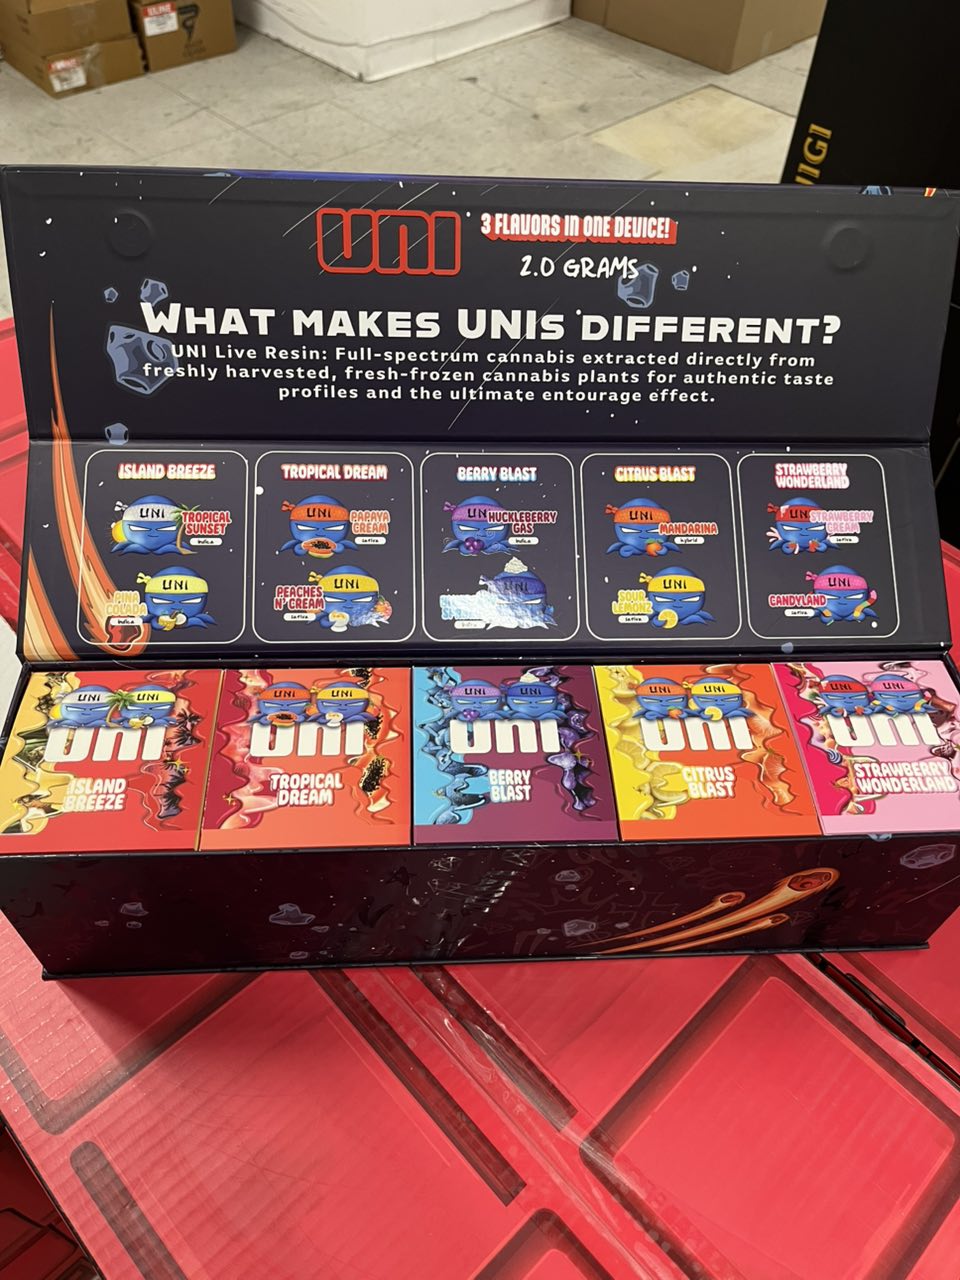 UNI
3 FLAVORS IN ONE DEVICE!
2.0 GRAMS
WHAT MAKES UNIS DIFFERENT?
UNI Live Resin: Full-spectrum cannabis extracted directly from
freshly harvested, fresh-frozen cannabis plants for authentic taste
profiles and the ultimate entourage effect.
ISLAND BREEZE
UNI
TROPICAL
SUNSET
Indica
UNI
PINA
COLADA
Indica
TROPICAL DREAM
UNI
PAPAYA
CREAM
Sativa
UNI
PEACHES
N' CREAM
Sativa
BERRY BLAST
UN
HUCKLEBERRY
GAS
Indica
UNI
CITRUS BLAST
UNI
MANDARINA
hybrid
UNI
SOUR
LEMONZ
Sativa
STRAWBERRY
WONDERLAND
UN
STRAWBERRY
CREAM
Sativa
UNI
CANDYLAND
Sativa
UNI UNI
UNI
ISLAND
BREEZE
UNI UNI
UNI
TROPICAL
DREAM
UNI UNI
UNI
BERRY
BLAST
UNI UNI
UNI
CITRUS
BLAST
UNI UNI
UNI
STRAWBERRY
WONDERLAND